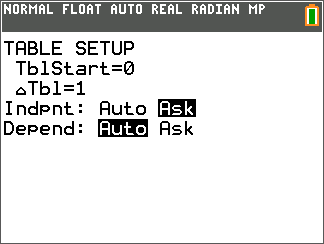 NORMAL FLOAT AUTO REAL RADIAN MP
TABLE SETUP
TblStart=0
△Tbl=1
Indpnt: Auto Ask
Depend: Auto Ask